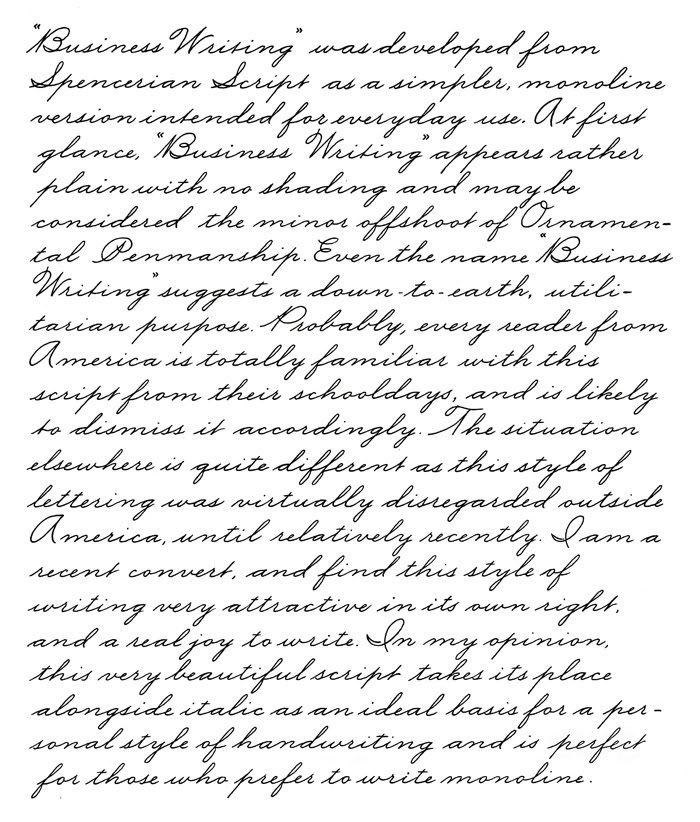 "Business Writing" was developed from
Spencerian Script as a simpler, monoline
version intended for everyday use. At first
glance, "Business Writing" appears rather
plain with no shading and may be
considered the minor offshoot of Ornamen-
tal Penmanship. Even the name "Business
Writing" suggests a down-to-earth, utili-
tarian purpose. Probably, every reader from
America is totally familiar with this
script from their schooldays, and is likely
to dismiss it accordingly. The situation
elsewhere is quite different as this style of
lettering was virtually disregarded outside
America, until relatively recently. I am a
recent convert, and find this style of
writing very attractive in its own right,
and a real joy to write. In my opinion,
this very beautiful script takes its place
alongside italic as an ideal basis for a per-
sonal style of handwriting and is perfect
for those who prefer to write monoline.